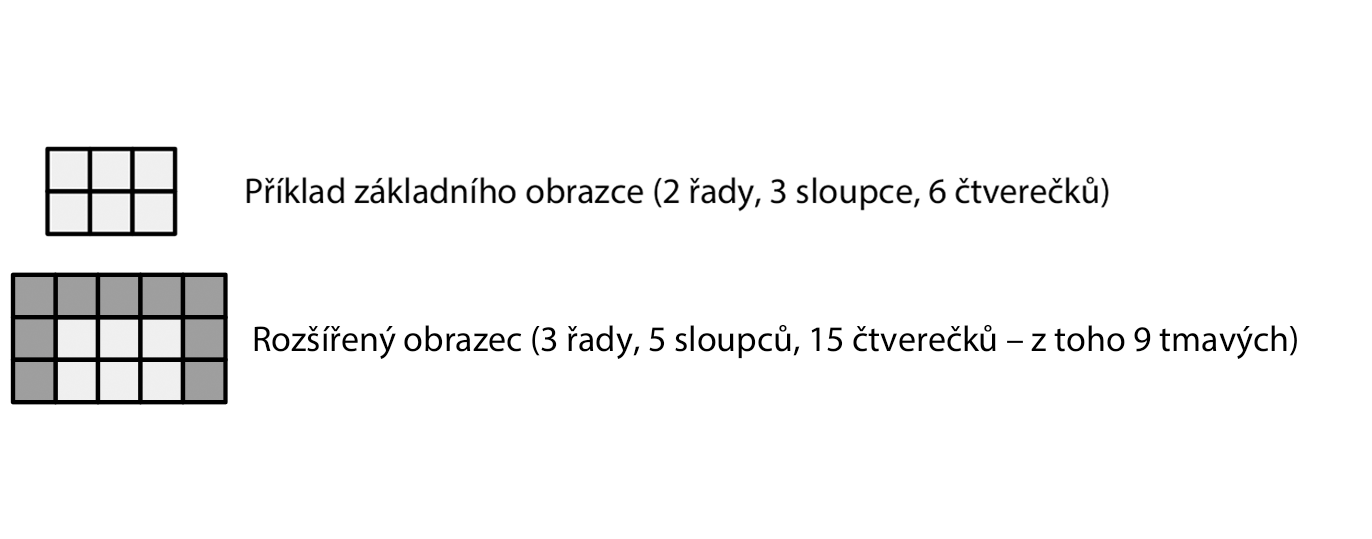 Příklad základního obrazce (2 řady, 3 sloupce, 6 čtverečků)
Rozšířený obrazec (3 řady, 5 sloupců, 15 čtverečků – z toho 9 tmavých)